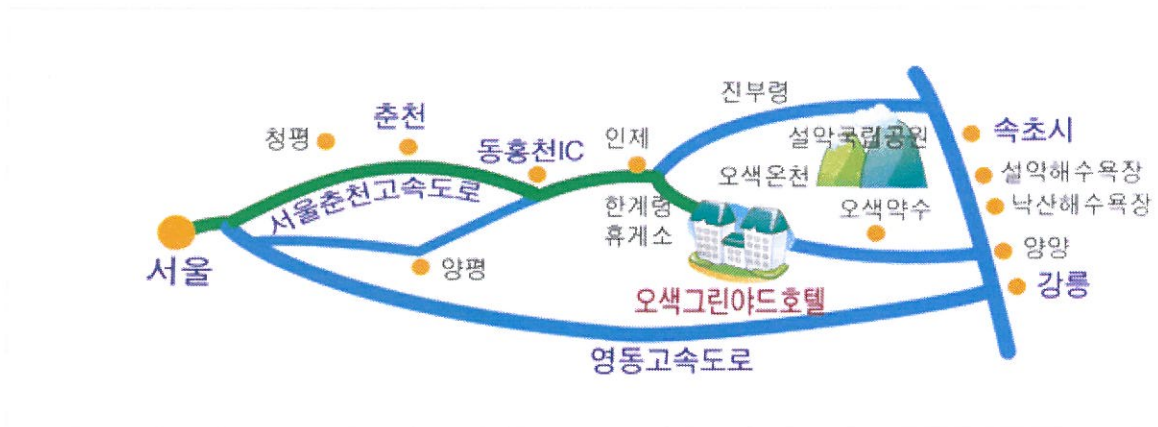 진부령
춘천
청평
동홍천IC
인제
설악국립공원
속초시
서울춘천고속도로
오색온천
설악해수욕장
한계령
휴게소
오색약수
낙산해수욕장
서울
양평
양양
오색그린야드호텔
강릉
영동고속도로